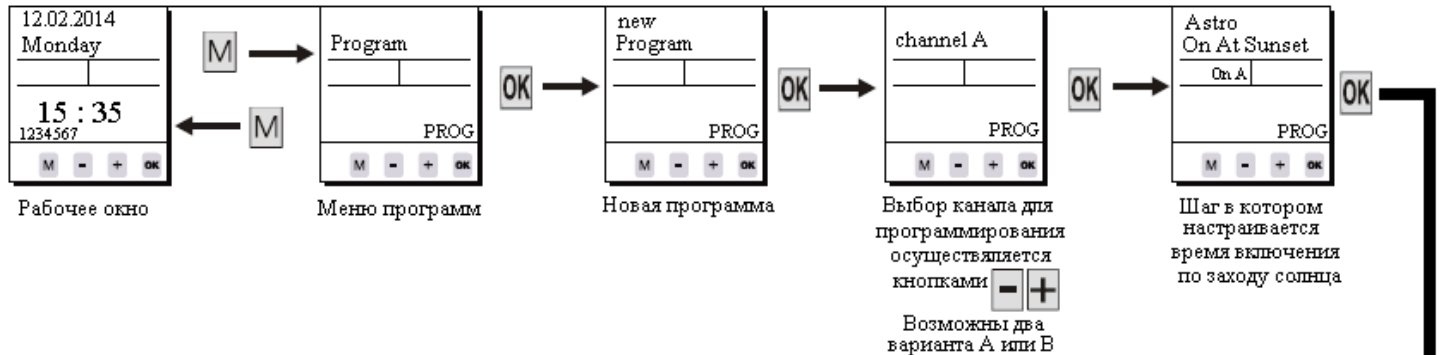 12.02.2014
Monday
15 : 35
1234567
M - + OK
Рабочее окно
M
M
Program
PROG
M - + OK
Меню программ
OK
new
Program
PROG
M - + OK
Новая программа
OK
channel A
PROG
M - + OK
Выбор канала для
программирования
осуществяляется
кнопками - +
Возможны два
варианта А или В
OK
Astro
On At Sunset
On A
PROG
M - + OK
Шаг в котором
настраивается
время включения
по заходу солнца
OK